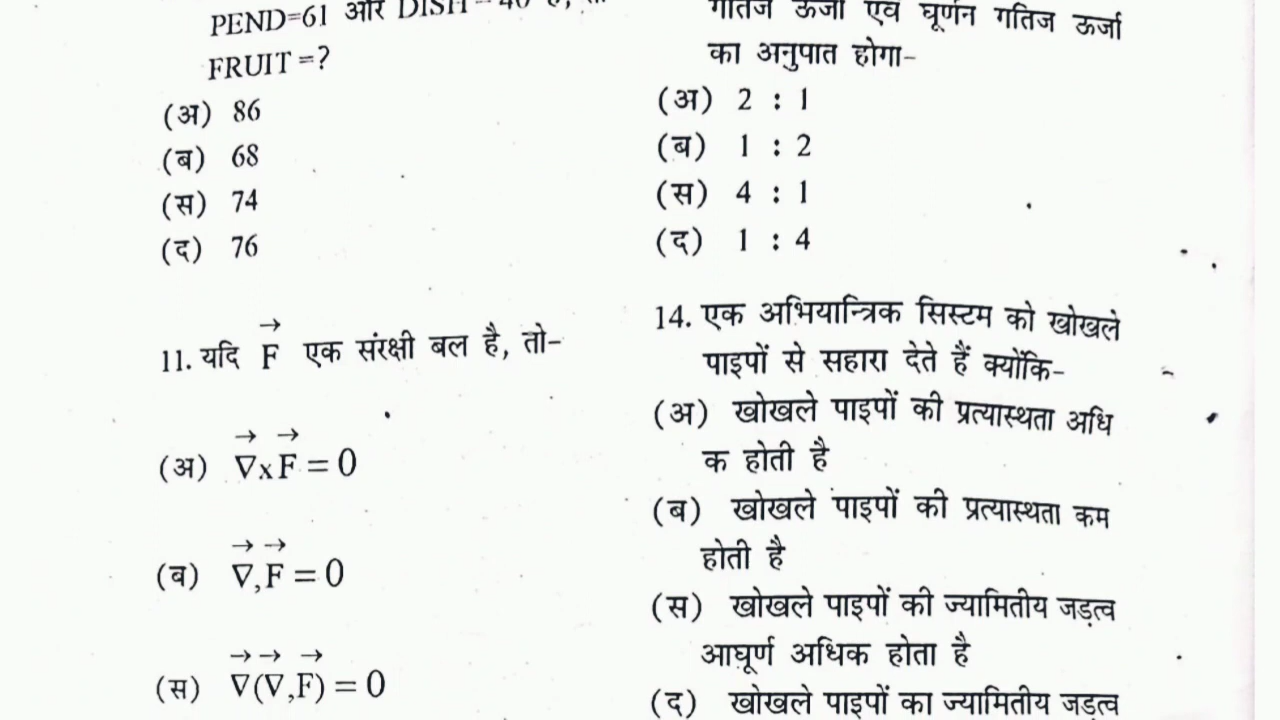 PEND=61 और DISH
FRUIT =?
(अ) 86
(ब) 68
(स) 74
(द) 76
11. यदि F⃗ एक संरक्षी बल है, तो-
(अ) ∇⃗xF⃗ = 0
(ब) ∇⃗,F⃗ = 0
(स) ∇⃗(∇⃗,F⃗) = 0
गतिज ऊर्जा एवं घूर्णन गतिज ऊर्जा
का अनुपात होगा-
(अ) 2 : 1
(ब) 1 : 2
(स) 4 : 1
(द) 1 : 4
14. एक अभियान्त्रिक सिस्टम को खोखले
पाइपों से सहारा देते हैं क्योंकि-
(अ) खोखले पाइपों की प्रत्यास्थता अधि
क होती है
(ब) खोखले पाइपों की प्रत्यास्थता कम
होती है
(स) खोखले पाइपों की ज्यामितीय जड़त्व
आघूर्ण अधिक होता है
(द) खोखले पाइपों का ज्यामितीय जड़त्व